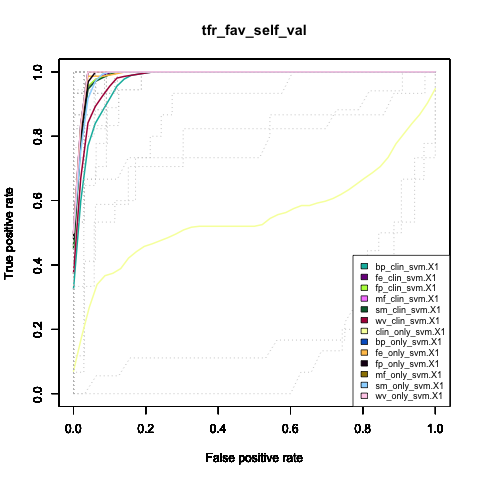 tfr_fav_self_val
True positive rate
1.0
0.8
0.6
0.4
0.2
0.0
bp_clin_svm.X1
fe_clin_svm.X1
fp_clin_svm.X1
mf_clin_svm.X1
sm_clin_svm.X1
wv_clin_svm.X1
clin_only_svm.X1
bp_only_svm.X1
fe_only_svm.X1
fp_only_svm.X1
mf_only_svm.X1
sm_only_svm.X1
wv_only_svm.X1
0.0 0.2 0.4 0.6 0.8 1.0
False positive rate